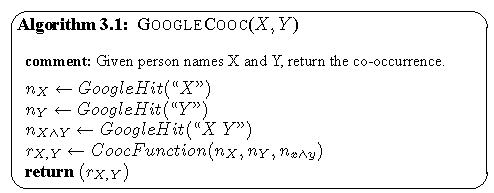 Algorithm 3.1: GOOGLECOOC(X, Y)
comment: Given person names X and Y, return the co-occurrence.
n_X ← GoogleHit(“X”)
n_Y ← GoogleHit(“Y”)
n_{X∧Y} ← GoogleHit(“X Y”)
r_{X,Y} ← CoocFunction(n_X, n_Y, n_{x∧y})
return (r_{X,Y})